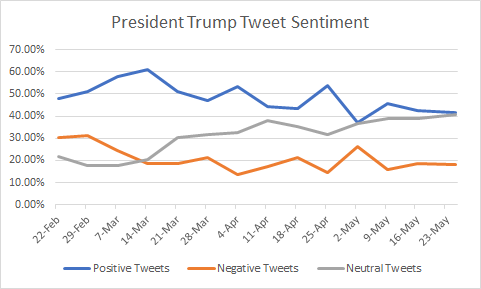 President Trump Tweet Sentiment
70.00%
60.00%
50.00%
40.00%
30.00%
20.00%
10.00%
0.00%
22-Feb
29-Feb
7-Mar
14-Mar
21-Mar
28-Mar
4-Apr
11-Apr
18-Apr
25-Apr
2-May
9-May
16-May
23-May
Positive Tweets Negative Tweets Neutral Tweets